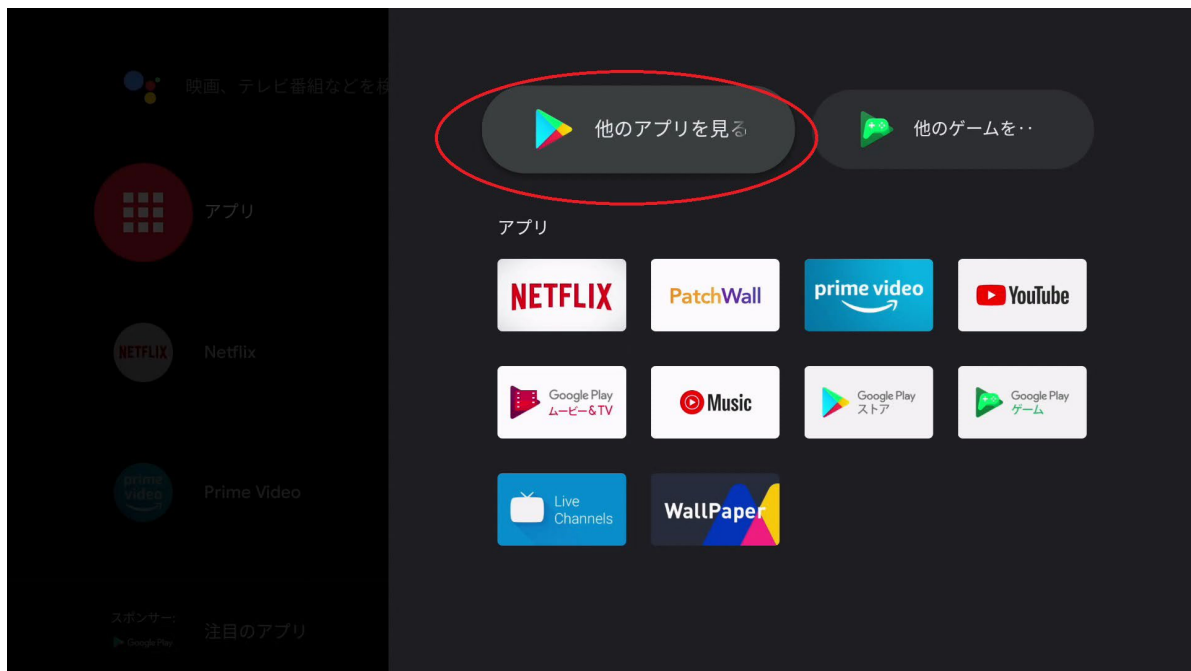 映画、テレビ番組などを検
アプリ
NETFLIX
Netflix
prime
video
Prime Video
スポンサー:
Google Play
注目のアプリ
他のアプリを見る
他のゲームを··
アプリ
NETFLIX
PatchWall
prime video
YouTube
Google Play
ムービー&TV
Music
Google Play
ストア
Google Play
ゲーム
Live
Channels
WallPaper